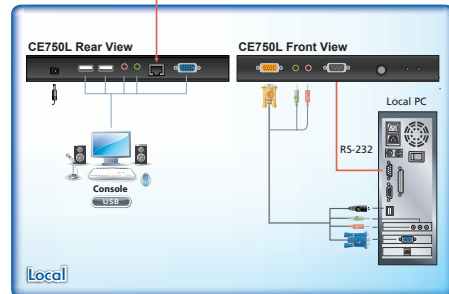 CE750L Rear View
CE750L Front View
Local PC
RS-232
Console
USB
Local